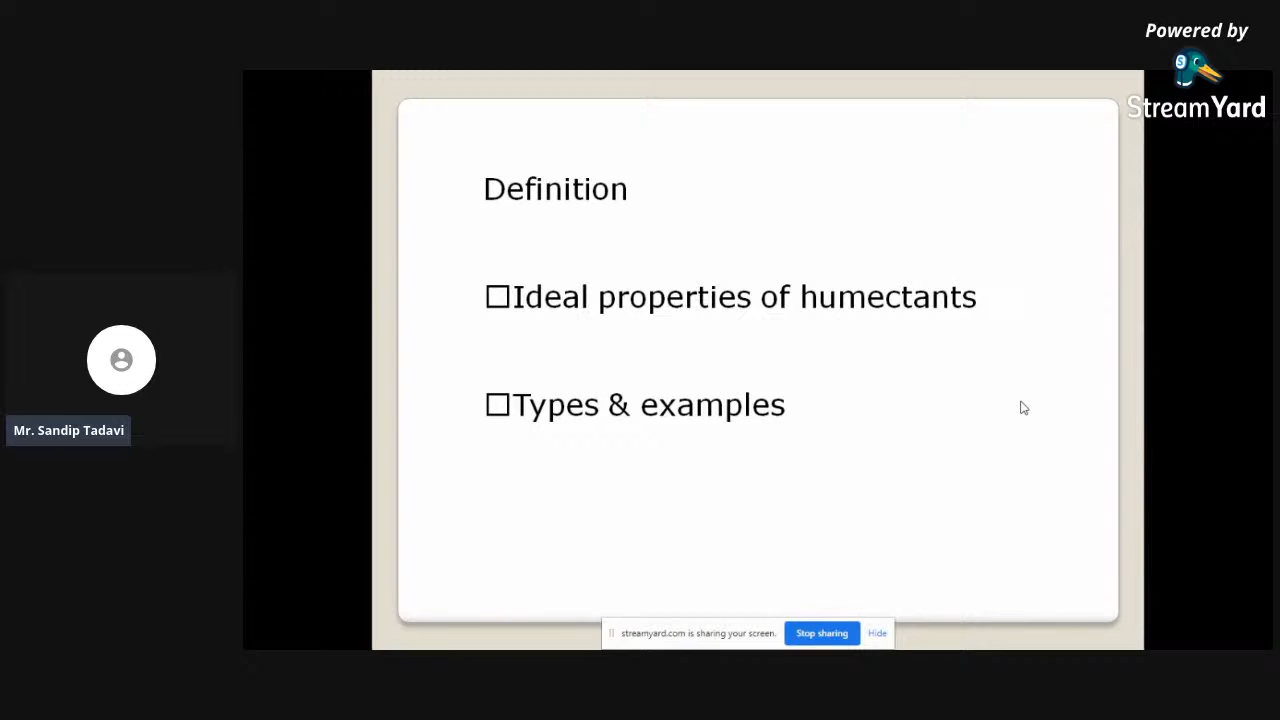 Powered by
StreamYard
Definition
☐Ideal properties of humectants
☐Types & examples
Mr. Sandip Tadavi
streamyard.com is sharing your screen.
Stop sharing
Hide